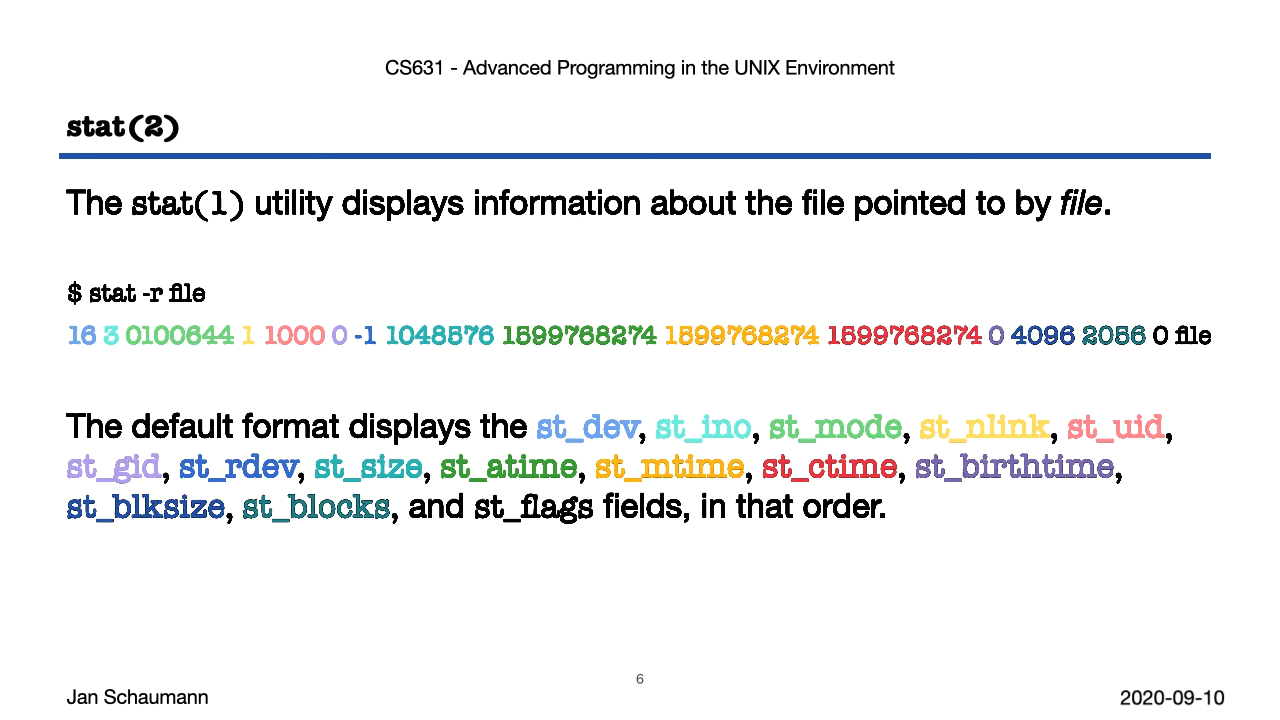 CS631 - Advanced Programming in the UNIX Environment
stat(2)
The stat(1) utility displays information about the file pointed to by file.
$ stat -r file
16 3 0100644 1 1000 0 -1 1048576 1599768274 1599768274 1599768274 0 4096 2056 0 file
The default format displays the st_dev, st_ino, st_mode, st_nlink, st_uid,
st_gid, st_rdev, st_size, st_atime, st_mtime, st_ctime, st_birthtime,
st_blksize, st_blocks, and st_flags fields, in that order.
6
Jan Schaumann
2020-09-10